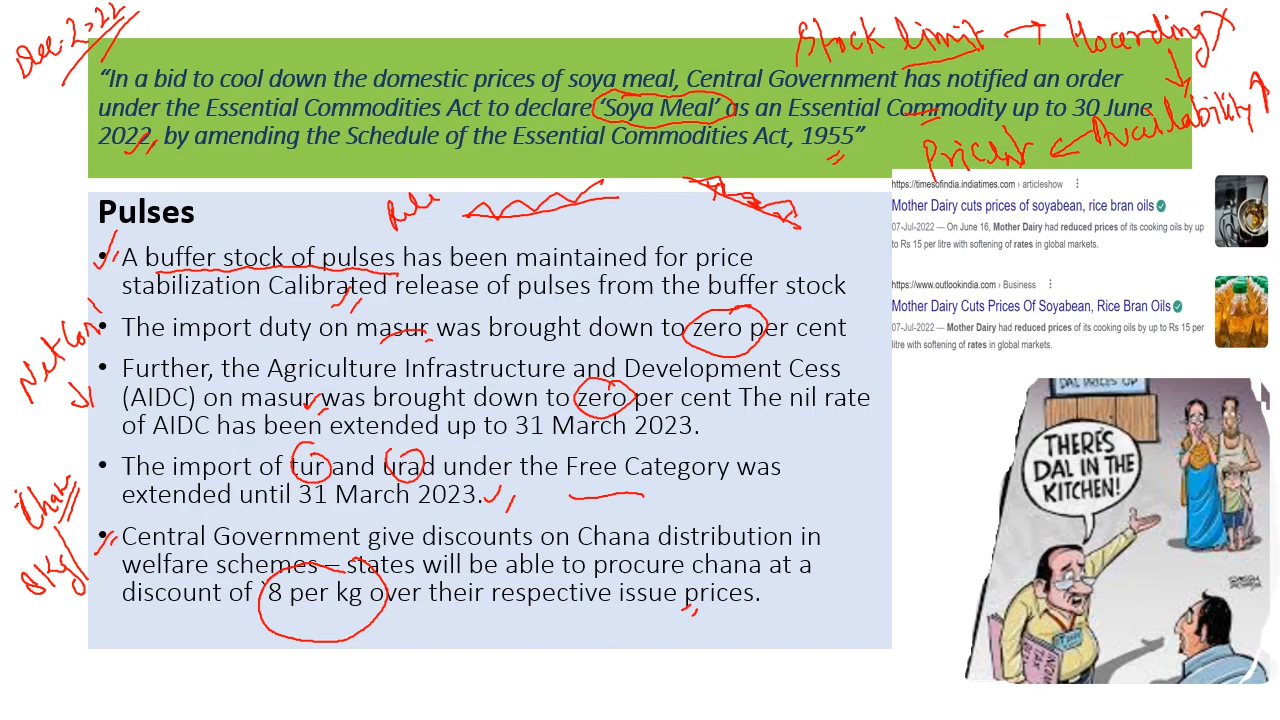 Dec-2022
Stock limit → Hoarding X
Availability ↑
Prices↓ ←
“In a bid to cool down the domestic prices of soya meal, Central Government has notified an order
under the Essential Commodities Act to declare ‘Soya Meal’ as an Essential Commodity up to 30 June
2022, by amending the Schedule of the Essential Commodities Act, 1955”
Pulses
• A buffer stock of pulses has been maintained for price
stabilization Calibrated release of pulses from the buffer stock
• The import duty on masur was brought down to zero per cent
• Further, the Agriculture Infrastructure and Development Cess
(AIDC) on masur was brought down to zero per cent The nil rate
of AIDC has been extended up to 31 March 2023.
• The import of tur and urad under the Free Category was
extended until 31 March 2023.
• Central Government give discounts on Chana distribution in
welfare schemes – states will be able to procure chana at a
discount of `8 per kg over their respective issue prices.
Chana
8 Kg/
https://timesofindia.indiatimes.com › articleshow
Mother Dairy cuts prices of soyabean, rice bran oils
07-Jul-2022 — On June 16, Mother Dairy had reduced prices of its cooking oils by up
to Rs 15 per litre with softening of rates in global markets.
https://www.outlookindia.com › Business
Mother Dairy Cuts Prices Of Soyabean, Rice Bran Oils
07-Jul-2022 — Mother Dairy had reduced prices of its cooking oils by up to Rs 15 per
litre with softening of rates in global markets.
DAL PRICES UP
THERE'S
DAL IN THE
KITCHEN!